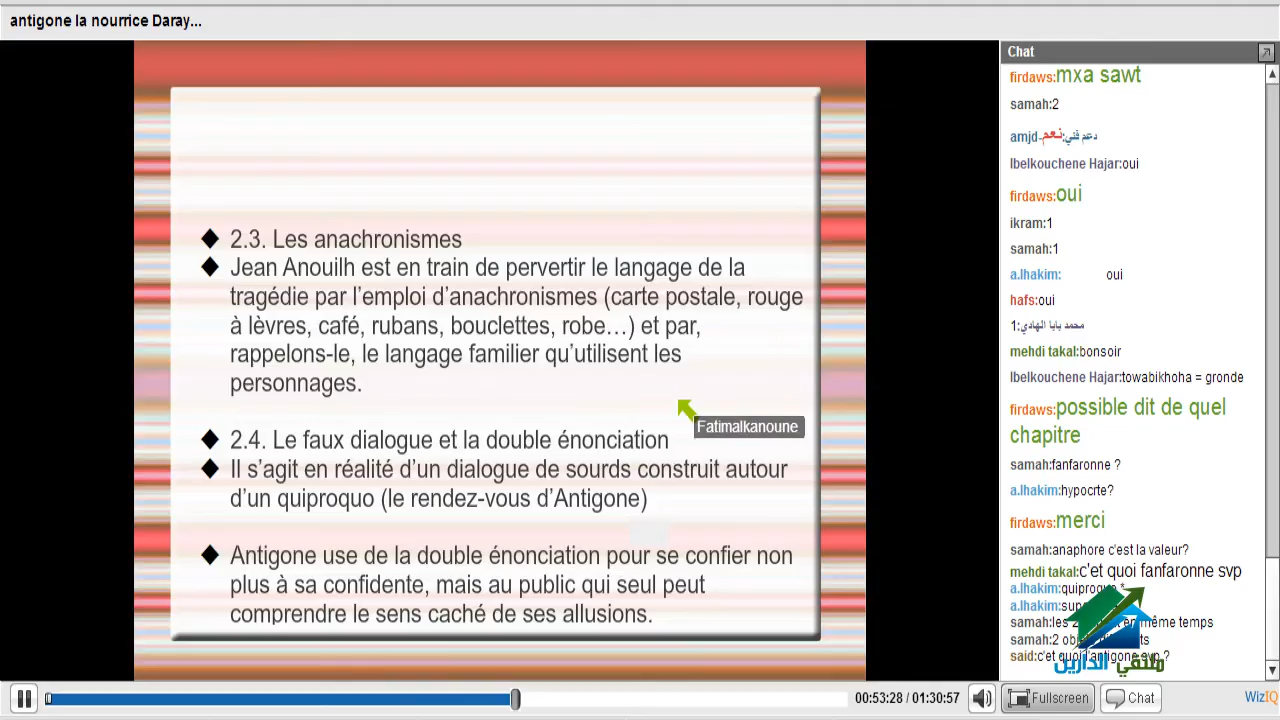 antigone la nourrice Daray...
◆ 2.3. Les anachronismes
◆ Jean Anouilh est en train de pervertir le langage de la
tragédie par l’emploi d’anachronismes (carte postale, rouge
à lèvres, café, rubans, bouclettes, robe…) et par,
rappelons-le, le langage familier qu’utilisent les
personnages.
Fatimalkanoune
◆ 2.4. Le faux dialogue et la double énonciation
◆ Il s’agit en réalité d’un dialogue de sourds construit autour
d’un quiproquo (le rendez-vous d’Antigone)
◆ Antigone use de la double énonciation pour se confier non
plus à sa confidente, mais au public qui seul peut
comprendre le sens caché de ses allusions.
Chat
firdaws:mxa sawt
samah:2
amjd-دعم فني:نعم
Ibelkouchene Hajar:oui
firdaws:oui
ikram:1
samah:1
a.lhakim: oui
hafs:oui
محمد بابا الهادي:1
mehdi takal:bonsoir
Ibelkouchene Hajar:towabikhoha = gronde
firdaws:possible dit de quel
chapitre
samah:fanfaronne ?
a.lhakim:hypocrte?
firdaws:merci
samah:anaphore c'est la valeur?
mehdi takal:c'et quoi fanfaronne svp
a.lhakim:quiproquo *
a.lhakim:
samah:les 2 même temps
samah:2
said:c'et quoi l'antigone svp ?
ملتقى الدارين
00:53:28 / 01:30:57
Fullscreen
Chat
WizIQ